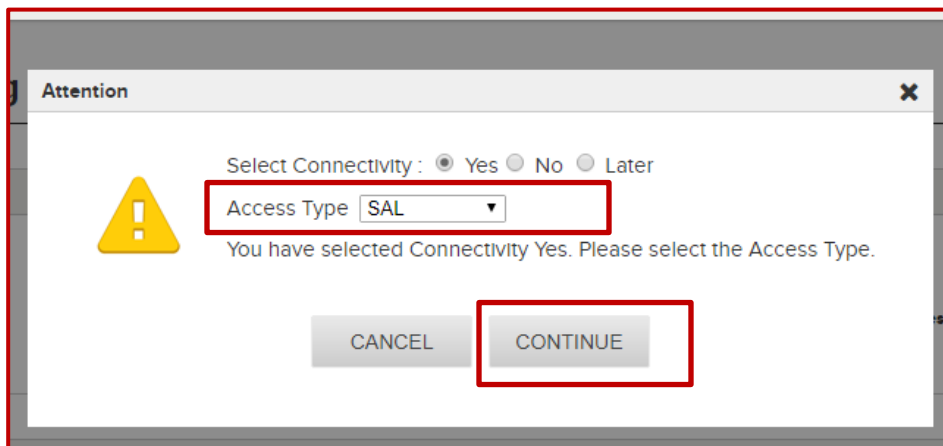 Attention
Select Connectivity : Yes No Later
Access Type SAL
You have selected Connectivity Yes. Please select the Access Type.
CANCEL CONTINUE